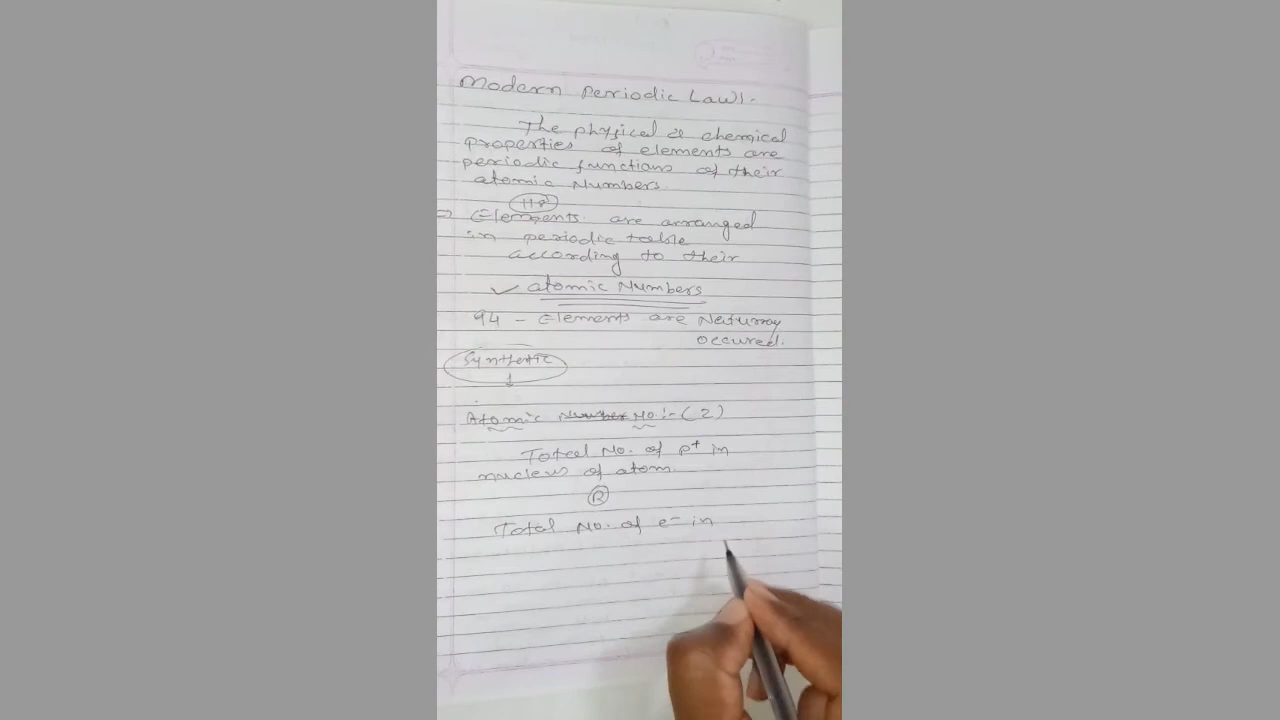 Modern Periodic Law:-
The physical & chemical
properties of elements are
periodic functions of their
atomic Numbers.
118
⇒ Elements are arranged
in periodic table
according to their
✓ atomic Numbers
94 - Elements are
occured.
Synthetic
↓
Atomic Number No:- (Z)
Total No. of p+ in
nucleus of atom.
Total No. of e- in